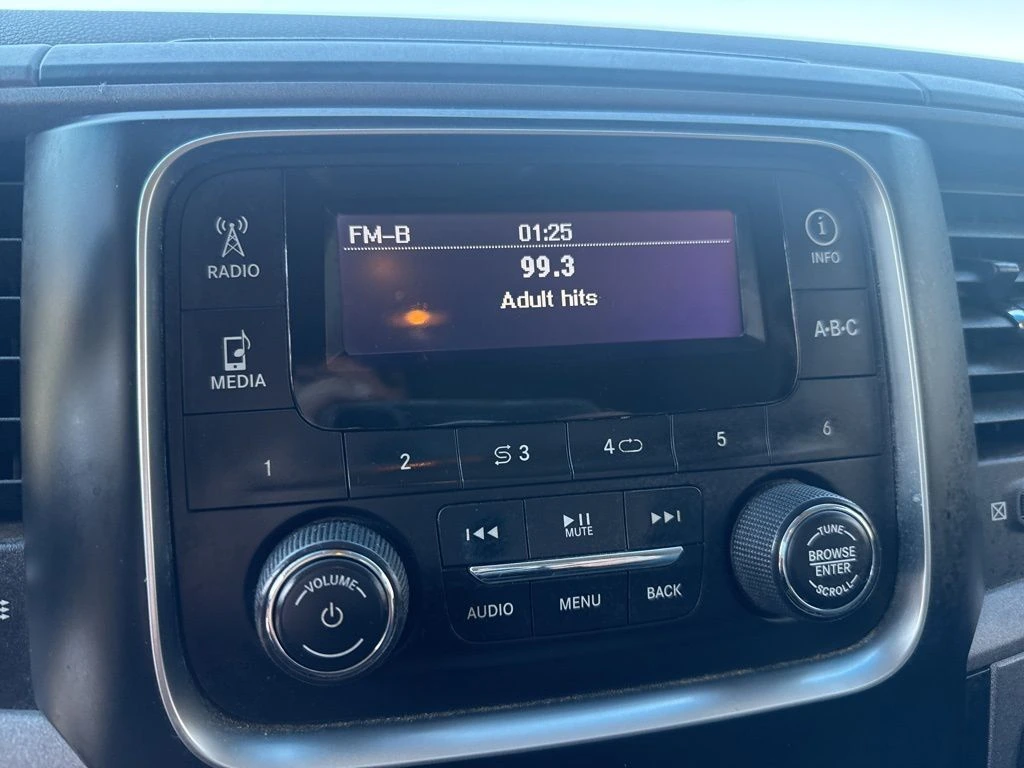 FM-B 01:25
99.3
Adult hits
RADIO
MEDIA
INFO
A·B·C
1 2 3 4 5 6
MUTE
AUDIO MENU BACK
VOLUME
TUNE
BROWSE
ENTER
SCROLL